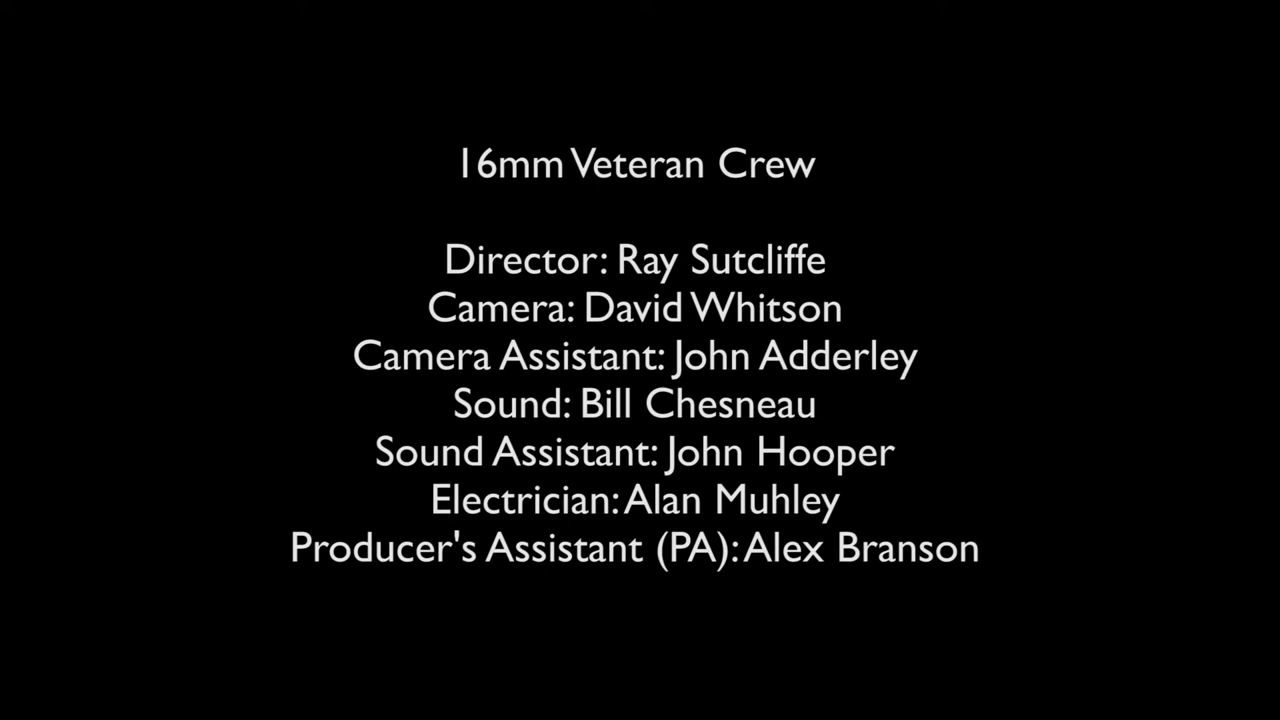 16mm Veteran Crew
Director: Ray Sutcliffe
Camera: David Whitson
Camera Assistant: John Adderley
Sound: Bill Chesneau
Sound Assistant: John Hooper
Electrician: Alan Muhley
Producer's Assistant (PA): Alex Branson